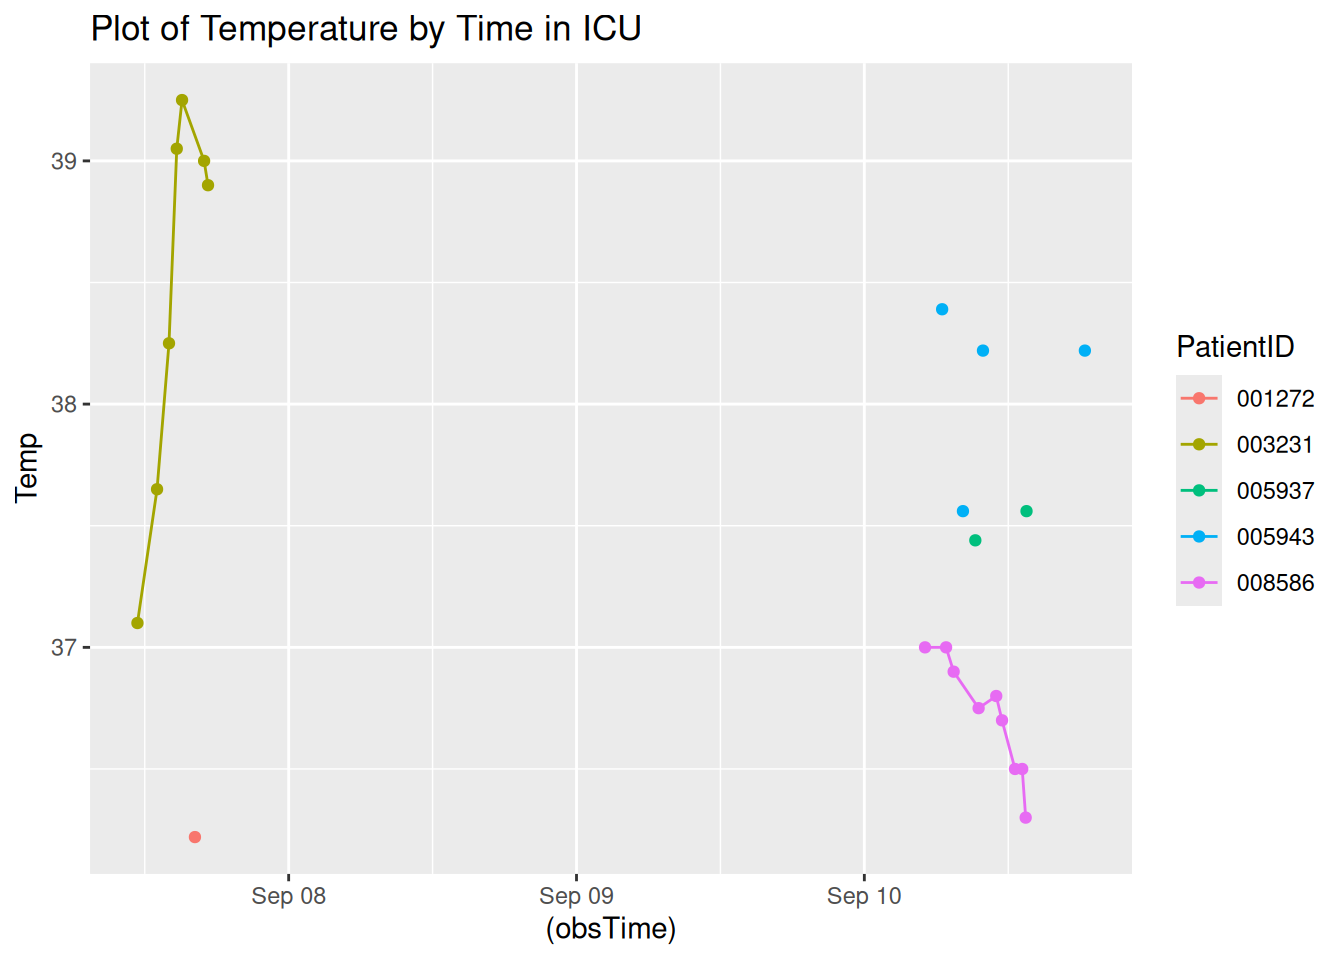 Plot of Temperature by Time in ICU
39
38
37
Temp
Sep 08
Sep 09
Sep 10
(obsTime)
PatientID
001272
003231
005937
005943
008586